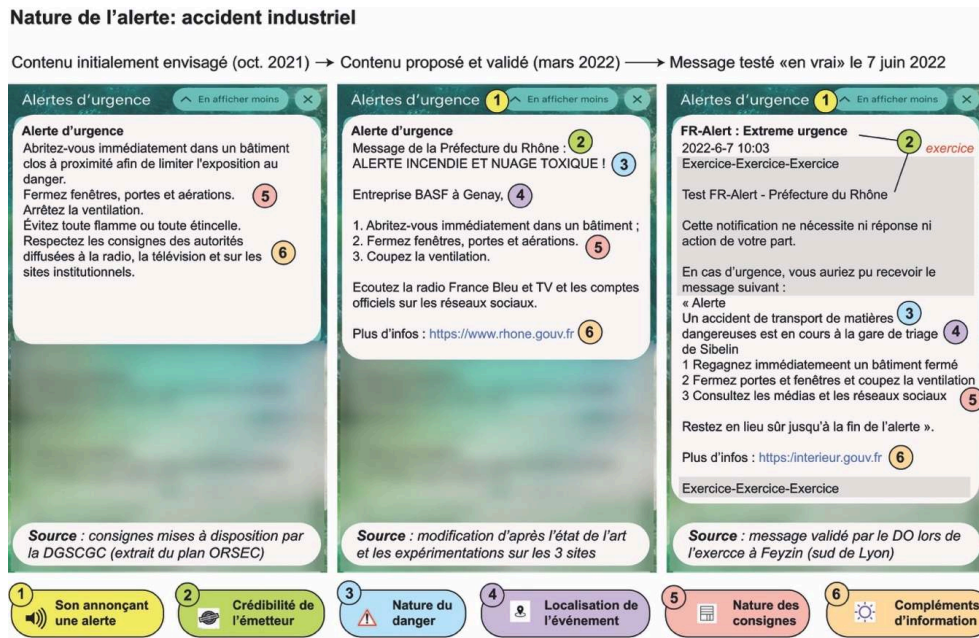 Nature de l’alerte: accident industriel
Contenu initialement envisagé (oct. 2021) → Contenu proposé et validé (mars 2022) → Message testé «en vrai» le 7 juin 2022
Alertes d’urgence
En afficher moins
Alerte d’urgence
Abritez-vous immédiatement dans un bâtiment
clos à proximité afin de limiter l'exposition au
danger.
Fermez fenêtres, portes et aérations.
5
Arrêtez la ventilation.
Évitez toute flamme ou toute étincelle.
Respectez les consignes des autorités
diffusées à la radio, la télévision et sur les
6
sites institutionnels.
Source : consignes mises à disposition par
la DGSCGC (extrait du plan ORSEC)
Alertes d’urgence
1
En afficher moins
Alerte d’urgence
Message de la Préfecture du Rhône :
2
ALERTE INCENDIE ET NUAGE TOXIQUE !
3
Entreprise BASF à Genay,
4
1. Abritez-vous immédiatement dans un bâtiment ;
2. Fermez fenêtres, portes et aérations.
5
3. Coupez la ventilation.
Ecoutez la radio France Bleu et TV et les comptes
officiels sur les réseaux sociaux.
Plus d’infos : https://www.rhone.gouv.fr
6
Source : modification d’après l’état de l’art
et les expérimentations sur les 3 sites
Alertes d’urgence
1
En afficher moins
FR-Alert : Extreme urgence
2
2022-6-7 10:03
exercice
Exercice-Exercice-Exercice
Test FR-Alert - Préfecture du Rhône
Cette notification ne nécessite ni réponse ni
action de votre part.
En cas d’urgence, vous auriez pu recevoir le
message suivant :
« Alerte
Un accident de transport de matières
3
dangereuses est en cours à la gare de triage
4
de Sibelin
1 Regagnez immédiatemeent un bâtiment fermé
2 Fermez portes et fenêtres et coupez la ventilation
3 Consultez les médias et les réseaux sociaux
5
Restez en lieu sûr jusqu’à la fin de l’alerte ».
Plus d’infos : https:/interieur.gouv.fr
6
Exercice-Exercice-Exercice
Source : message validé par le DO lors de
l’exercce à Feyzin (sud de Lyon)
1
Son annonçant
une alerte
2
Crédibilité de
l’émetteur
3
Nature du
danger
4
Localisation de
l’événement
5
Nature des
consignes
6
Compléments
d’information